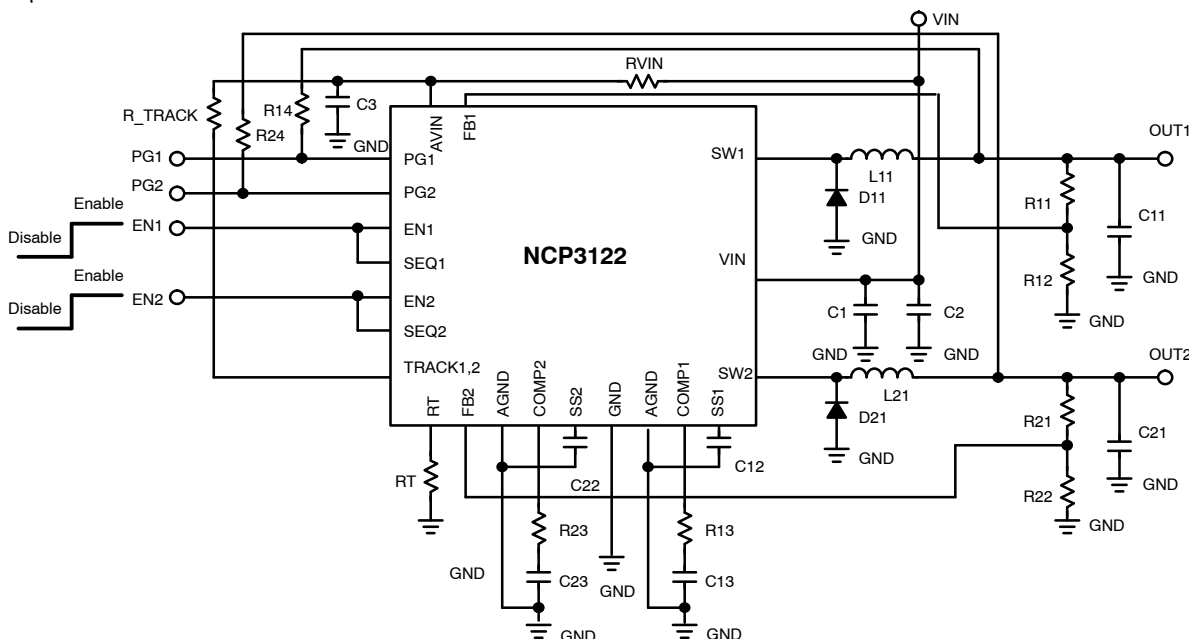 VIN
RVIN
R_TRACK
R14
C3
R24
GND
AVIN
FB1
OUT1
PG1
PG1
SW1
L11
PG2
PG2
D11
R11
C11
Enable
Disable
EN1
EN1
GND
SEQ1
NCP3122
VIN
R12
GND
Enable
Disable
EN2
EN2
C1
C2
GND
SEQ2
GND
GND
OUT2
TRACK1,2
SW2
L21
RT
FB2
AGND
COMP2
SS2
GND
AGND
COMP1
SS1
D21
R21
C21
GND
RT
C22
C12
R22
GND
GND
R23
R13
GND
C23
GND
C13
GND
GND